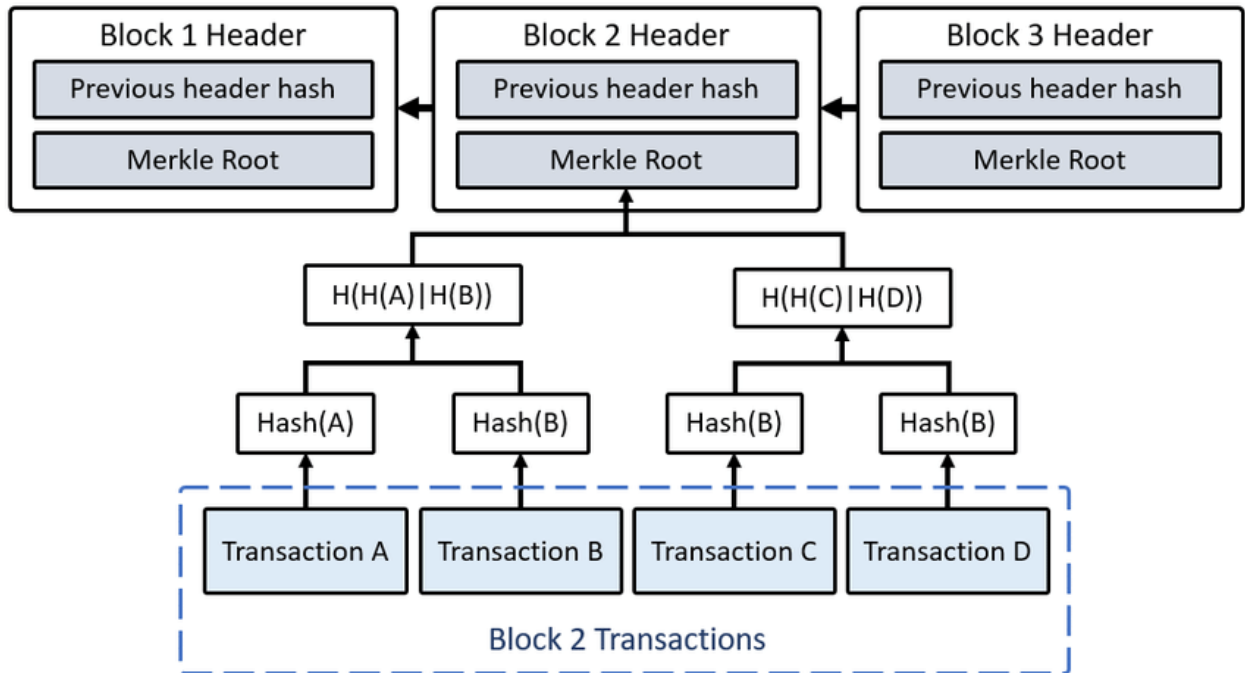 Block 1 Header
Previous header hash
Merkle Root
Block 2 Header
Previous header hash
Merkle Root
Block 3 Header
Previous header hash
Merkle Root
H(H(A)|H(B))
H(H(C)|H(D))
Hash(A)
Hash(B)
Hash(B)
Hash(B)
Transaction A
Transaction B
Transaction C
Transaction D
Block 2 Transactions